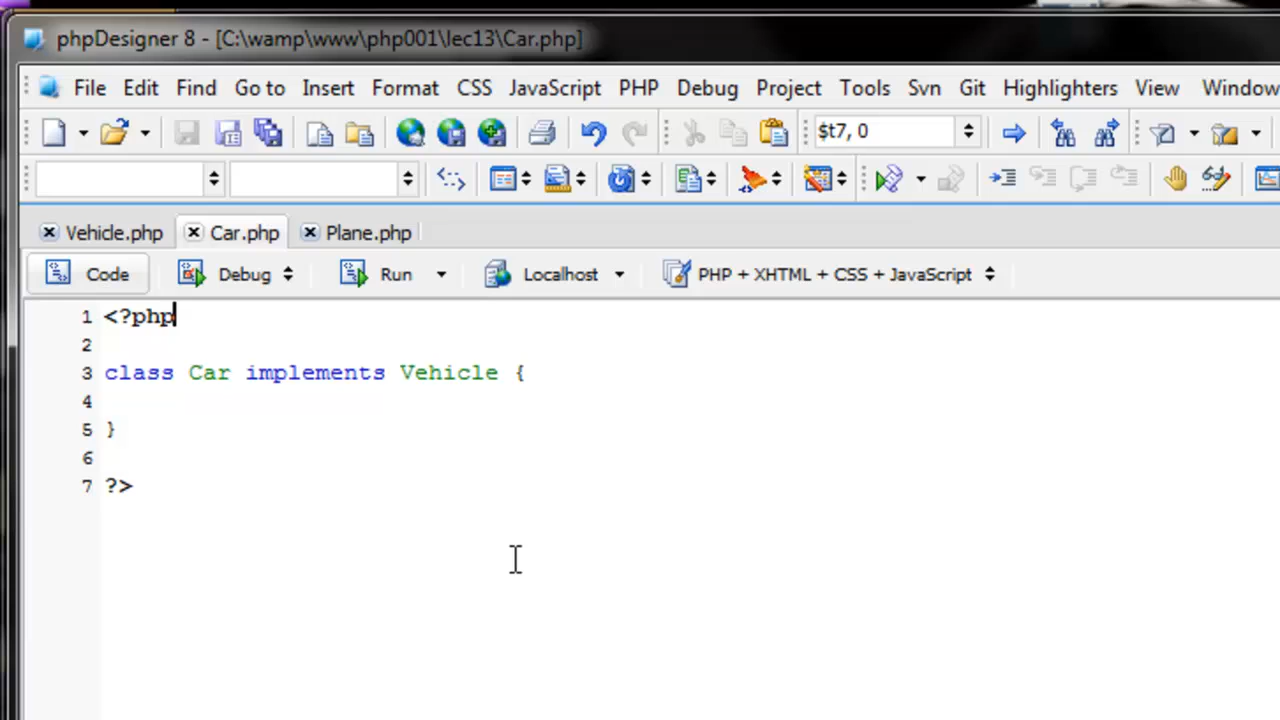 phpDesigner 8 - [C:\wamp\www\php001\lec13\Car.php]
File Edit Find Go to Insert Format CSS JavaScript PHP Debug Project Tools Svn Git Highlighters View Window
$t7, 0
Vehicle.php Car.php Plane.php
Code Debug Run Localhost PHP + XHTML + CSS + JavaScript
1 <?php
2
3 class Car implements Vehicle {
4
5 }
6
7 ?>